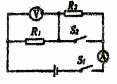 V R₂
R₁ S₂
A
S₁